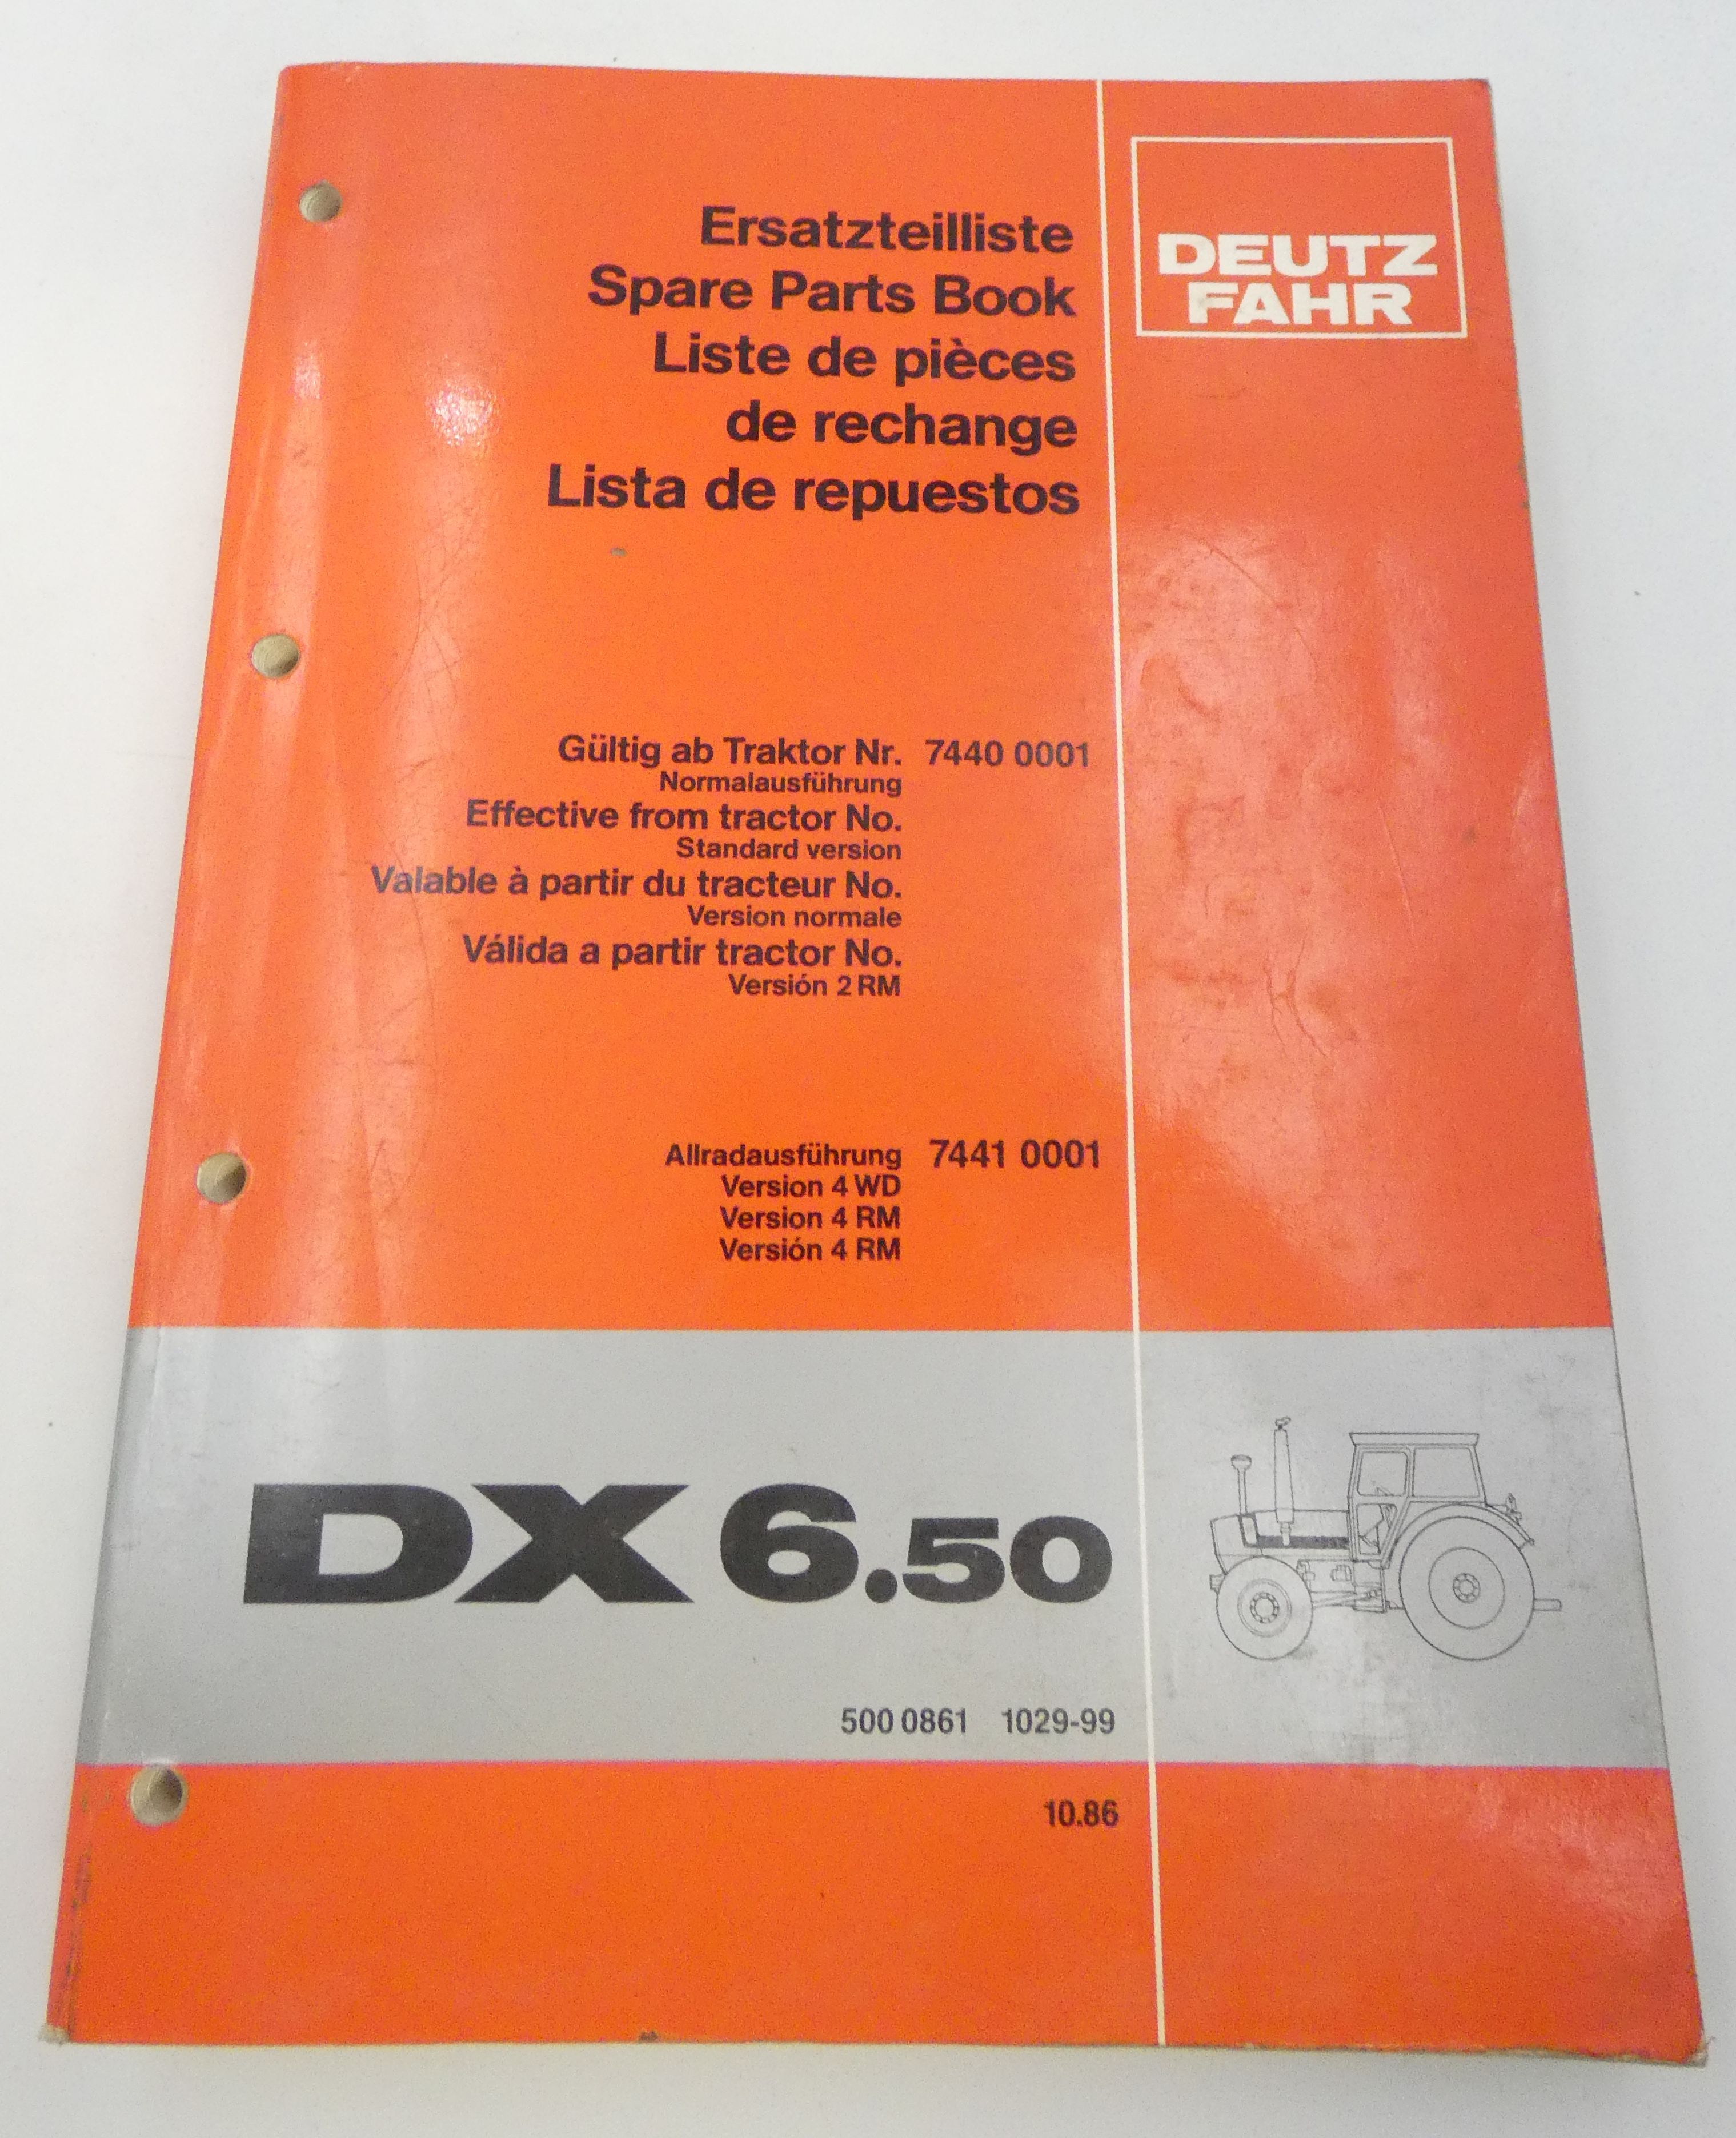 Ersatzteilliste
Spare Parts Book
Liste de pièces
de rechange
Lista de repuestos
DEUTZ
FAHR
Gültig ab Traktor Nr. 7440 0001
Normalausführung
Effective from tractor No.
Standard version
Valable à partir du tracteur No.
Version normale
Válida a partir tractor No.
Versión 2 RM
Allradausführung 7441 0001
Version 4 WD
Version 4 RM
Versión 4 RM
DX 6.50
500 0861 1029-99
10.86